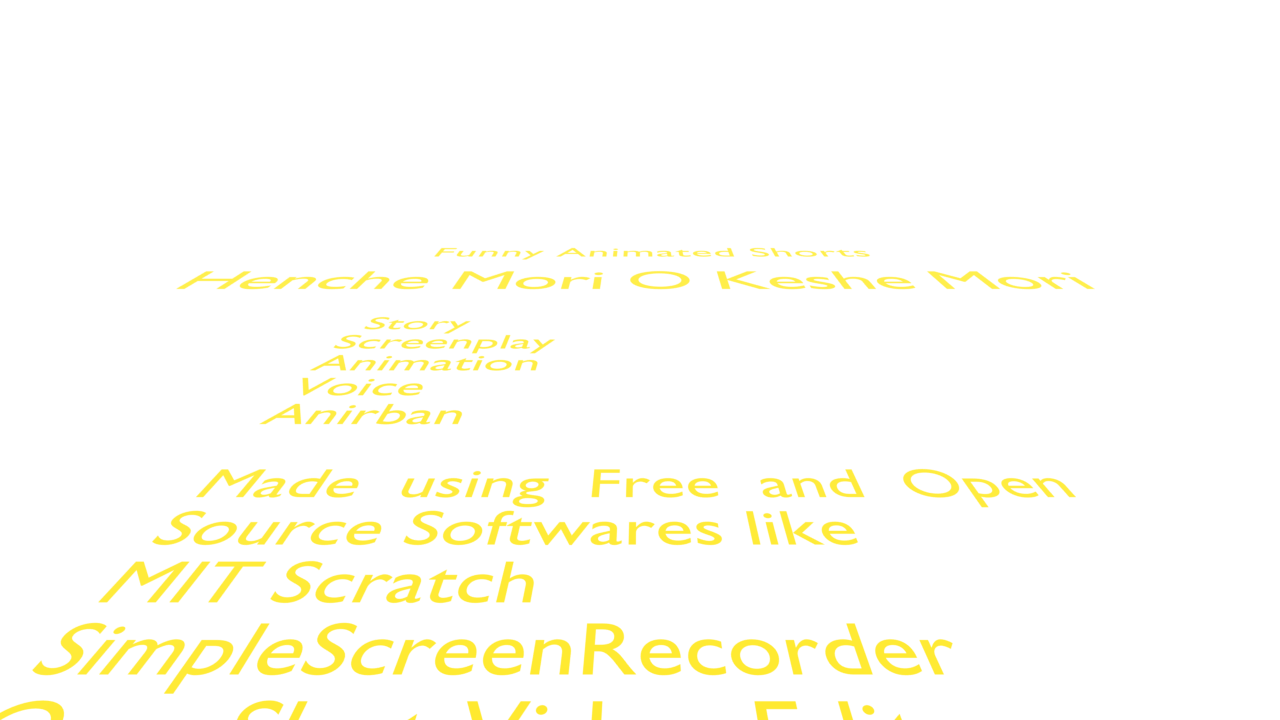 Funny Animated Shorts
Henche Mori O Keshe Mori
Story
Screenplay
Animation
Voice
Anirban
Made using Free and Open
Source Softwares like
MIT Scratch
SimpleScreenRecorder